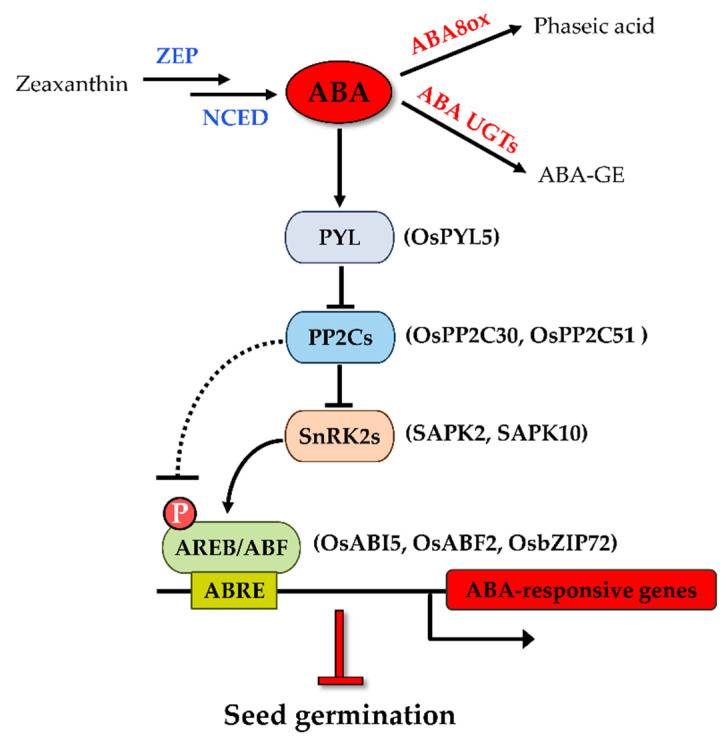 Zeaxanthin
ZEP
NCED
ABA
ABA8ox
Phaseic acid
ABA UGTs
ABA-GE
PYL
(OsPYL5)
PP2Cs
(OsPP2C30, OsPP2C51 )
SnRK2s
(SAPK2, SAPK10)
P
AREB/ABF
(OsABI5, OsABF2, OsbZIP72)
ABRE
ABA-responsive genes
Seed germination